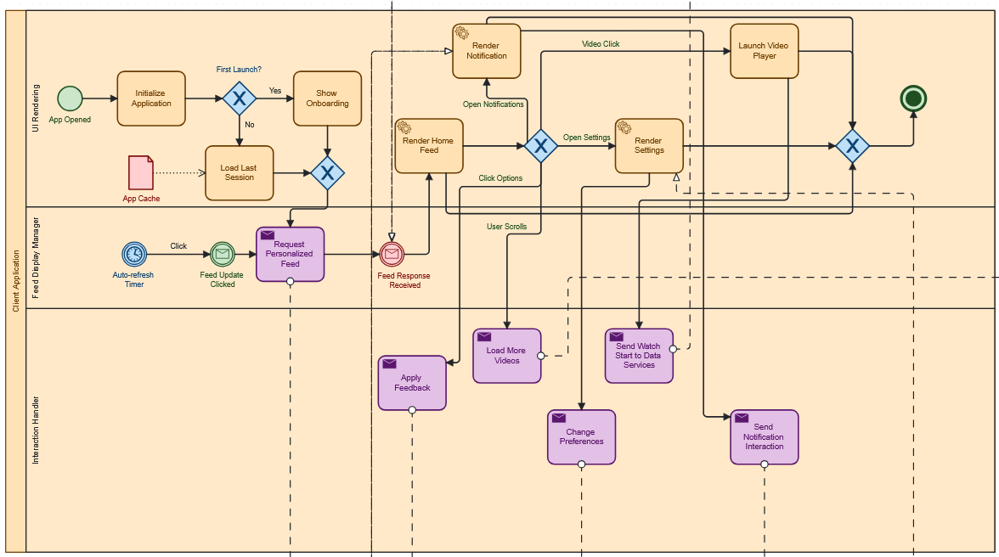 Client Application
UI Rendering
App Opened
Initialize
Application
First Launch?
Yes
No
Show
Onboarding
Load Last
Session
App Cache
Render
Notification
Video Click
Launch Video
Player
Open Notifications
Render Home
Feed
Open Settings
Render
Settings
Click Options
Feed Display Manager
Auto-refresh
Timer
Click
Feed Update
Clicked
Request
Personalized
Feed
Feed Response
Received
User Scrolls
Interaction Handler
Apply
Feedback
Load More
Videos
Send Watch
Start to Data
Services
Change
Preferences
Send
Notification
Interaction